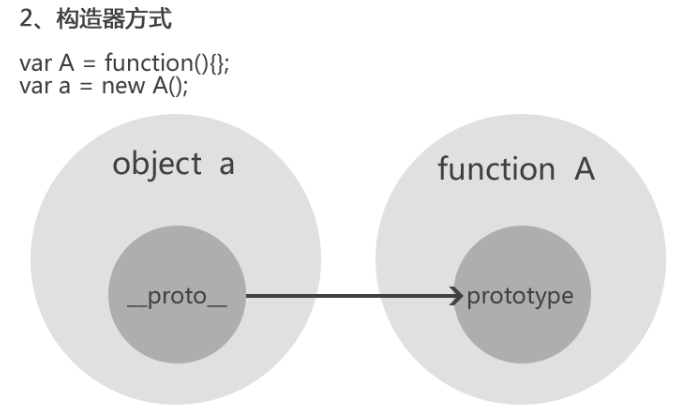 2、构造器方式
var A = function(){};
var a = new A();
object a
function A
__proto__
prototype